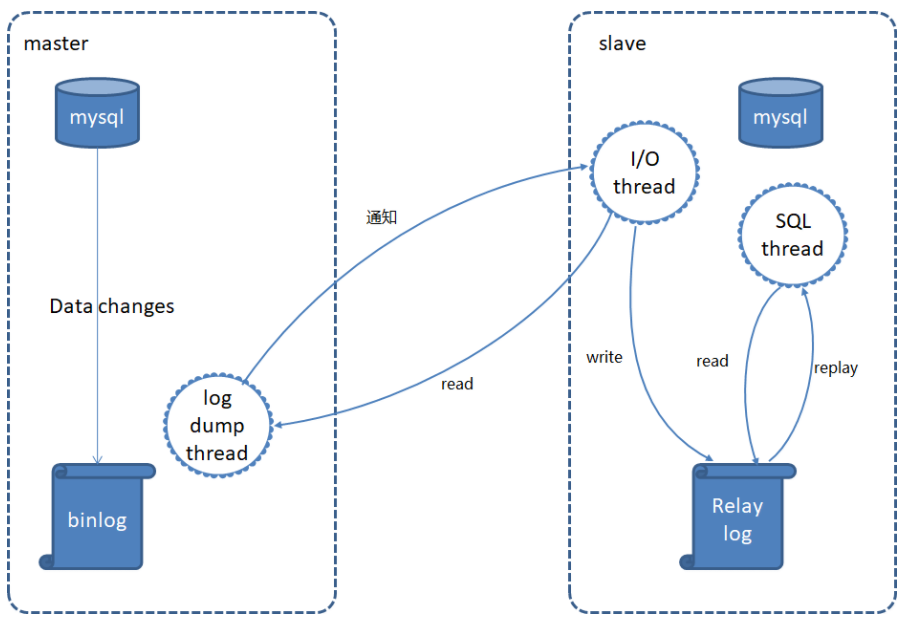 master
mysql
Data changes
log
dump
thread
binlog
通知
read
slave
mysql
I/O
thread
SQL
thread
write
read
replay
Relay
log